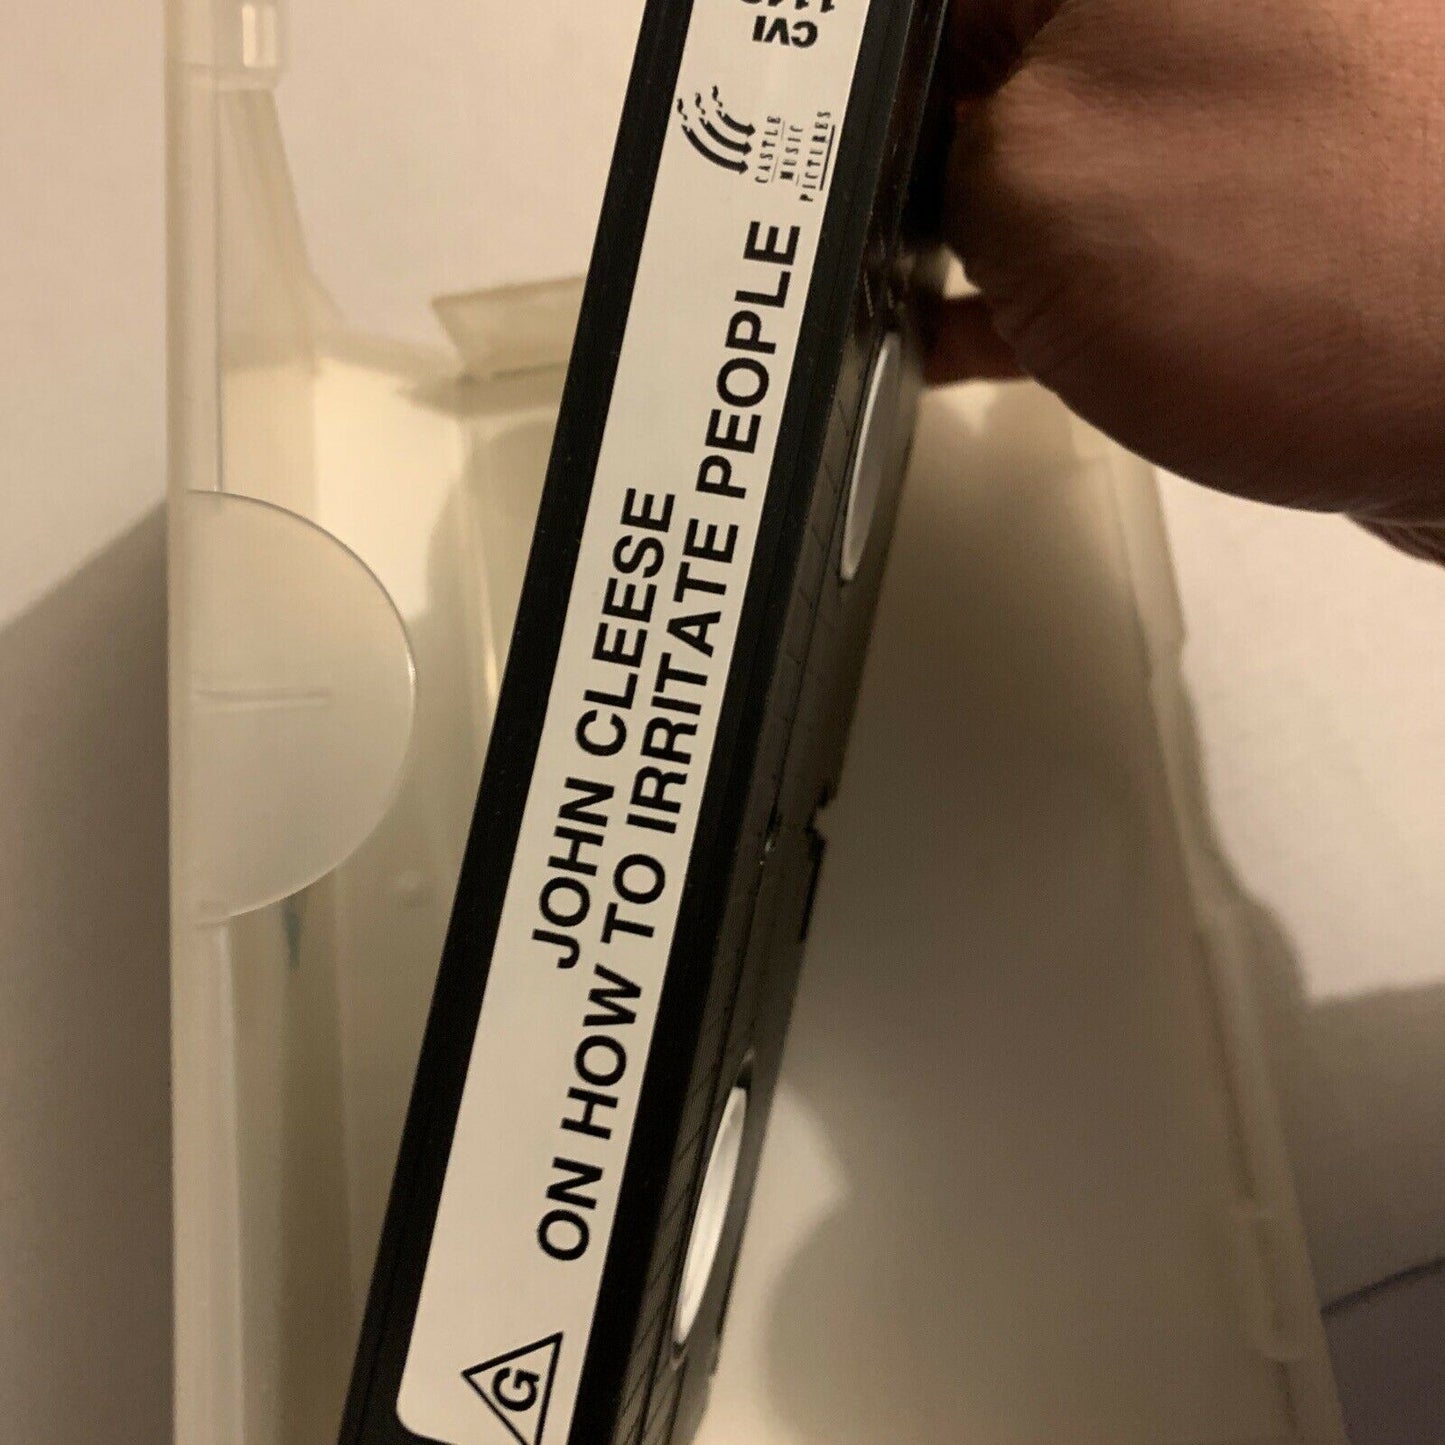 G
JOHN CLEESE
ON HOW TO IRRITATE PEOPLE
CASTLE
MUSIC
PICTURES
CVI